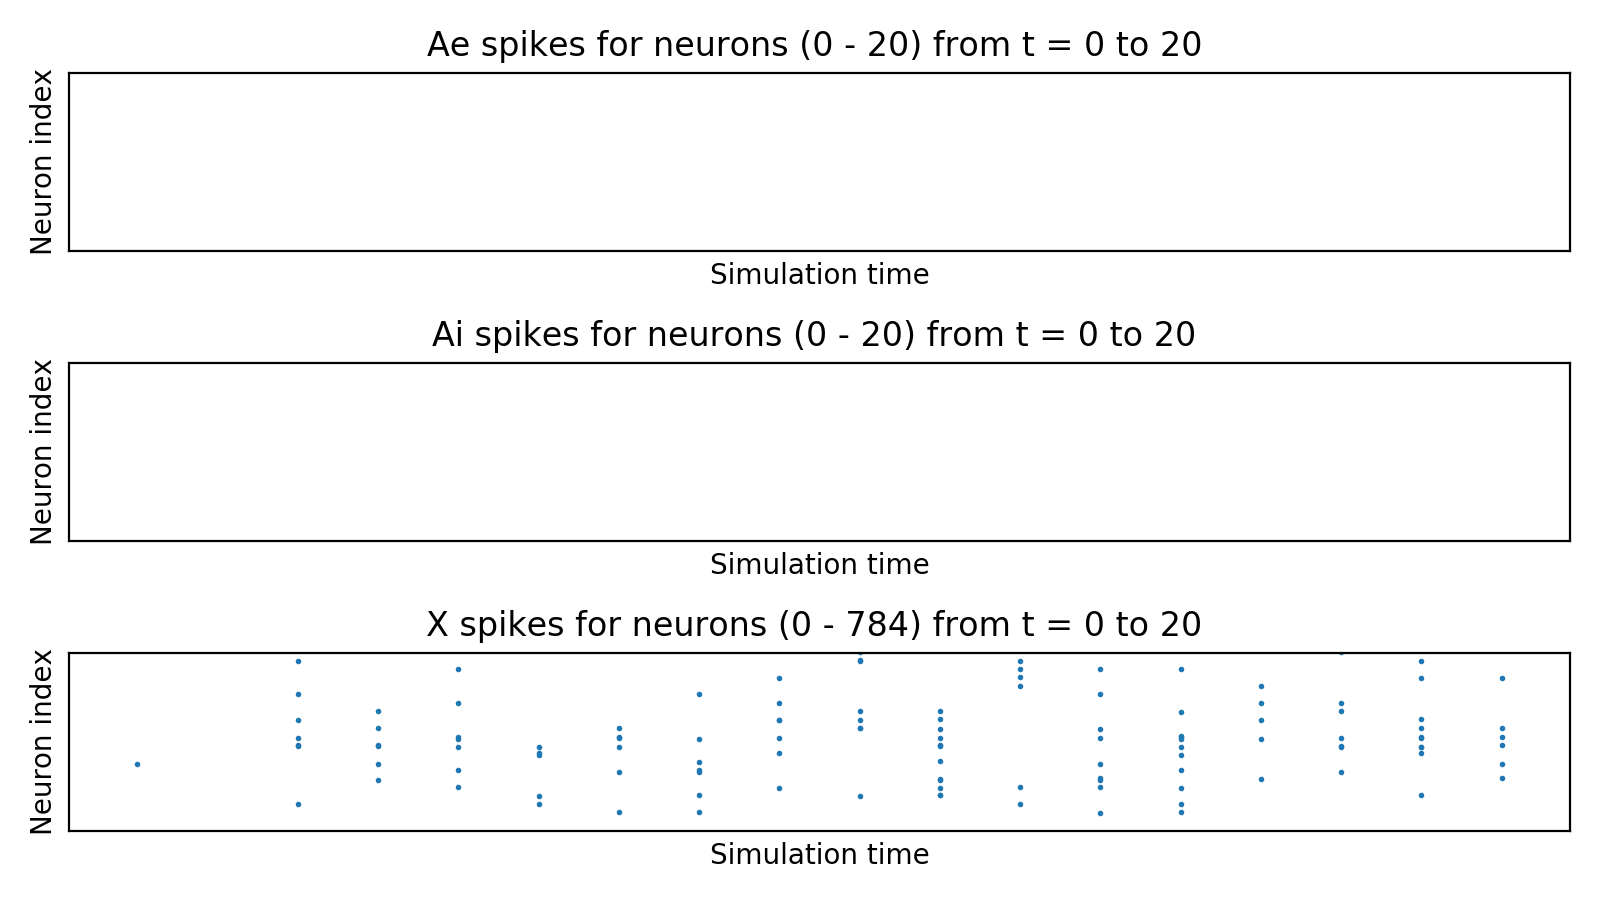 Ae spikes for neurons (0 - 20) from t = 0 to 20
Neuron index
Simulation time
Ai spikes for neurons (0 - 20) from t = 0 to 20
Neuron index
Simulation time
X spikes for neurons (0 - 784) from t = 0 to 20
Neuron index
Simulation time